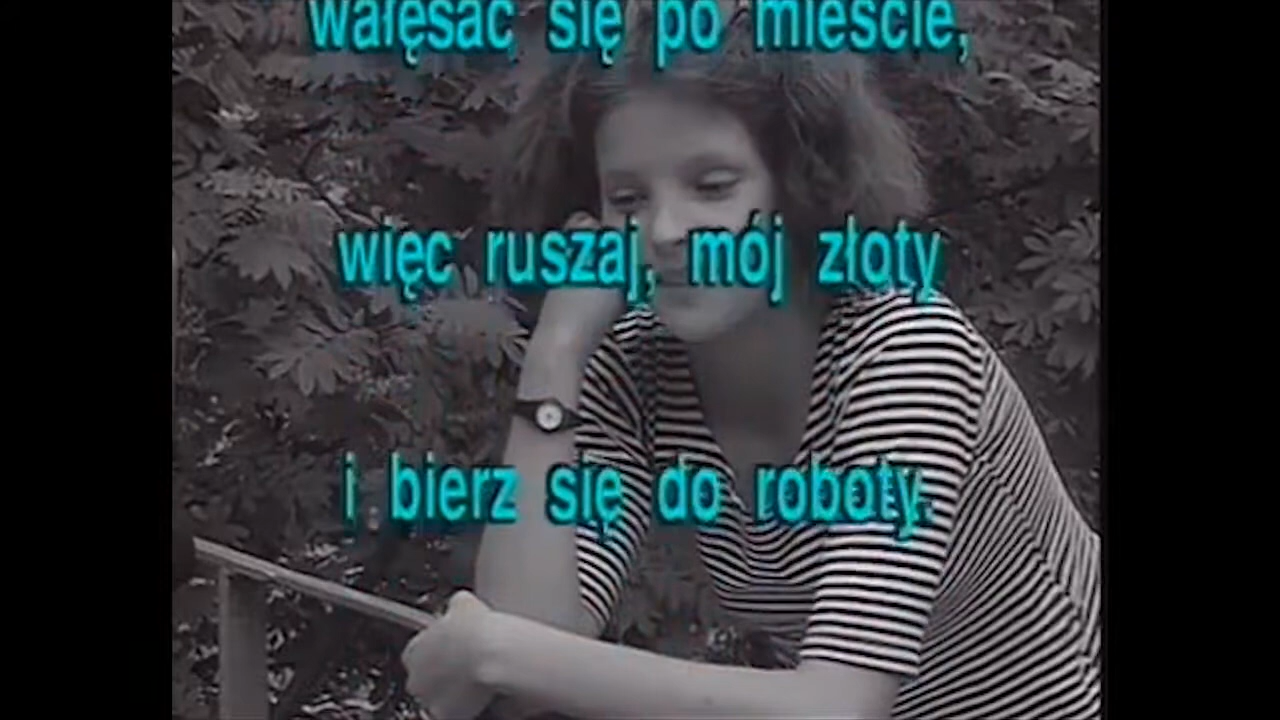 wałęsać się po mieście,
więc ruszaj, mój złoty
i bierz się do roboty.